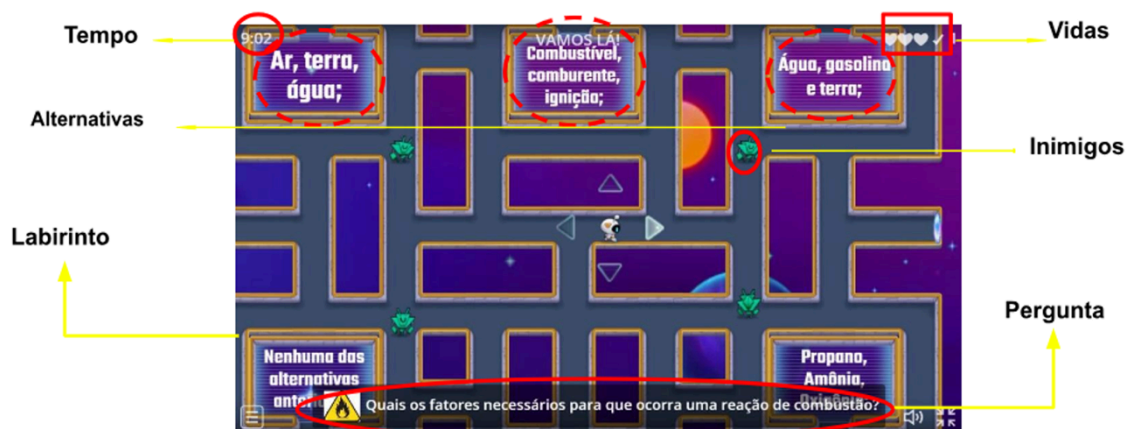 Tempo
9:02
VAMOS LÁ!
Vidas
Ar, terra,
água;
Combustível,
comburente,
ignição;
Água, gasolina
e terra;
Alternativas
Inimigos
Labirinto
Pergunta
Nenhuma das
alternativas
Propana,
Amônia,
Quais os fatores necessários para que ocorra uma reação de combustão?